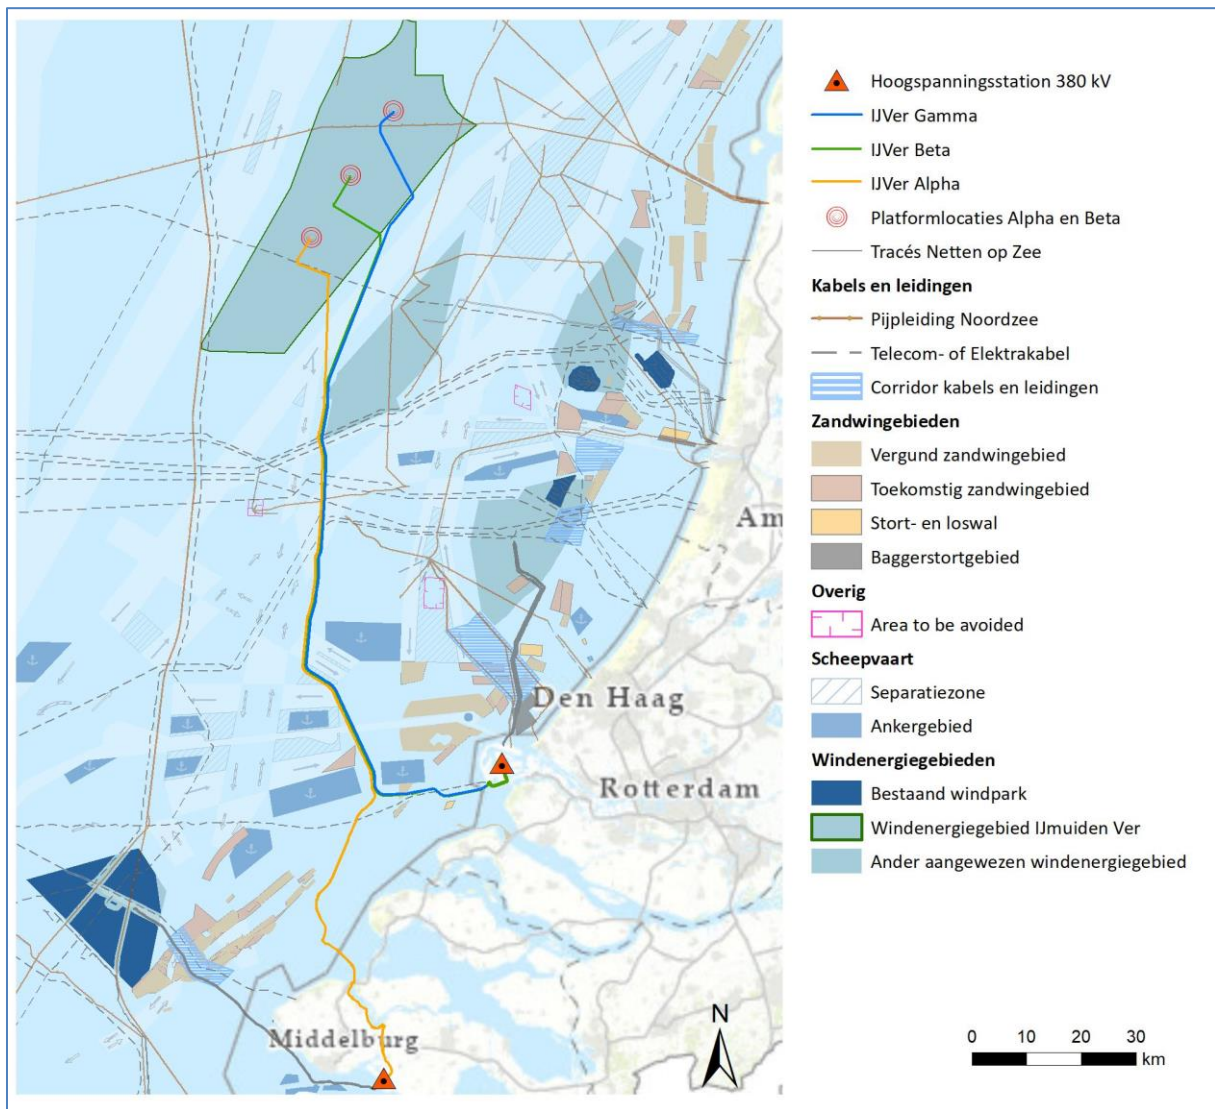 Hoogspanningsstation 380 kV
IJVer Gamma
IJVer Beta
IJVer Alpha
Platformlocaties Alpha en Beta
Tracés Netten op Zee
Kabels en leidingen
Pijpleiding Noordzee
Telecom- of Elektrakabel
Corridor kabels en leidingen
Zandwingebieden
Vergund zandwingebied
Toekomstig zandwingebied
Stort- en loswal
Baggerstortgebied
Overig
Area to be avoided
Scheepvaart
Separatiezone
Ankergebied
Windenergiegebieden
Bestaand windpark
Windenergiegebied IJmuiden Ver
Ander aangewezen windenergiegebied
Am
Den Haag
Rotterdam
Middelburg
N
0 10 20 30
km